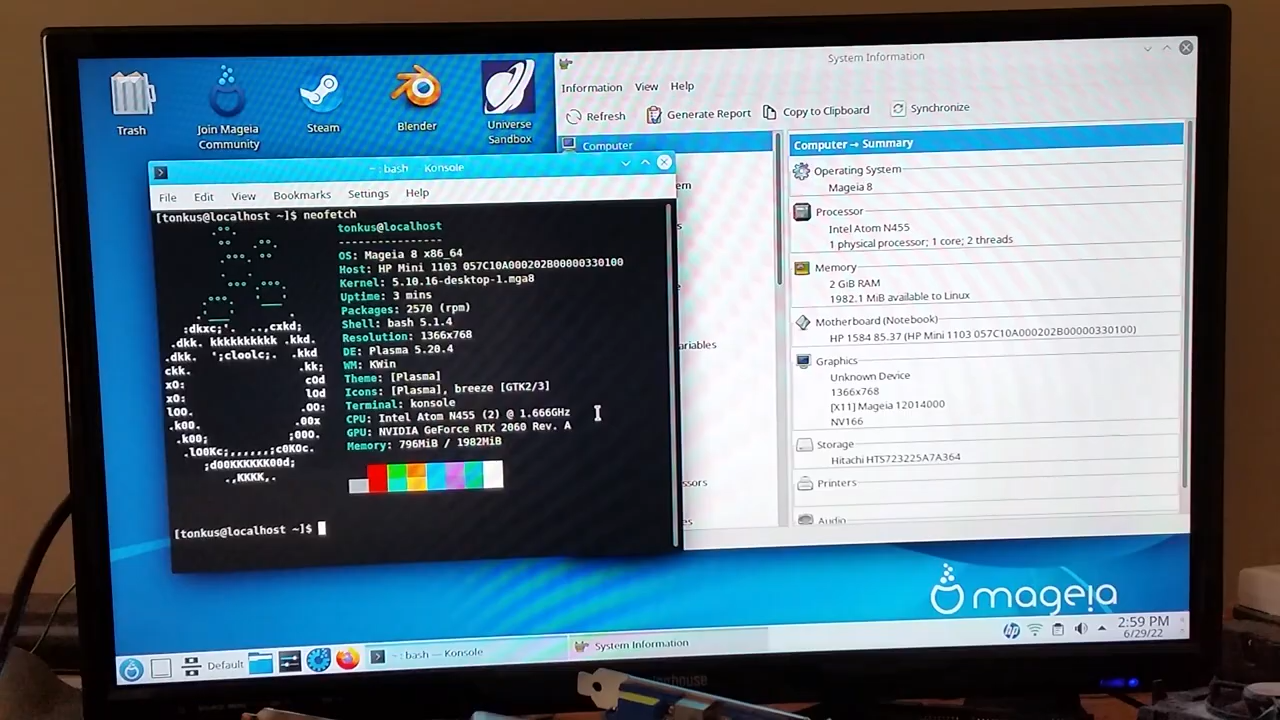 Trash
Join Mageia
Community
Steam
Blender
Universe
Sandbox
System Information
Information View Help
Refresh Generate Report Copy to Clipboard Synchronize
Computer
Computer → Summary
Operating System
Mageia 8
Processor
Intel Atom N455
1 physical processor; 1 core; 2 threads
Memory
2 GiB RAM
1982.1 MiB available to Linux
Motherboard (Notebook)
HP 1584 85.37 (HP Mini 1103 057C10A000202B00000330100)
Graphics
Unknown Device
1366x768
[X11] Mageia 12014000
NV166
Storage
Hitachi HTS723225A7A364
Printers
Audio
~ : bash — Konsole
File Edit View Bookmarks Settings Help
[tonkus@localhost ~]$ neofetch
tonkus@localhost
----------------
OS: Mageia 8 x86_64
Host: HP Mini 1103 057C10A000202B00000330100
Kernel: 5.10.16-desktop-1.mga8
Uptime: 3 mins
Packages: 2570 (rpm)
Shell: bash 5.1.4
Resolution: 1366x768
DE: Plasma 5.20.4
WM: KWin
Theme: [Plasma]
Icons: [Plasma], breeze [GTK2/3]
Terminal: konsole
CPU: Intel Atom N455 (2) @ 1.666GHz
GPU: NVIDIA GeForce RTX 2060 Rev. A
Memory: 796MiB / 1982MiB
[tonkus@localhost ~]$
mageia
hp
2:59 PM
6/29/22
Default
~ : bash — Konsole
System Information